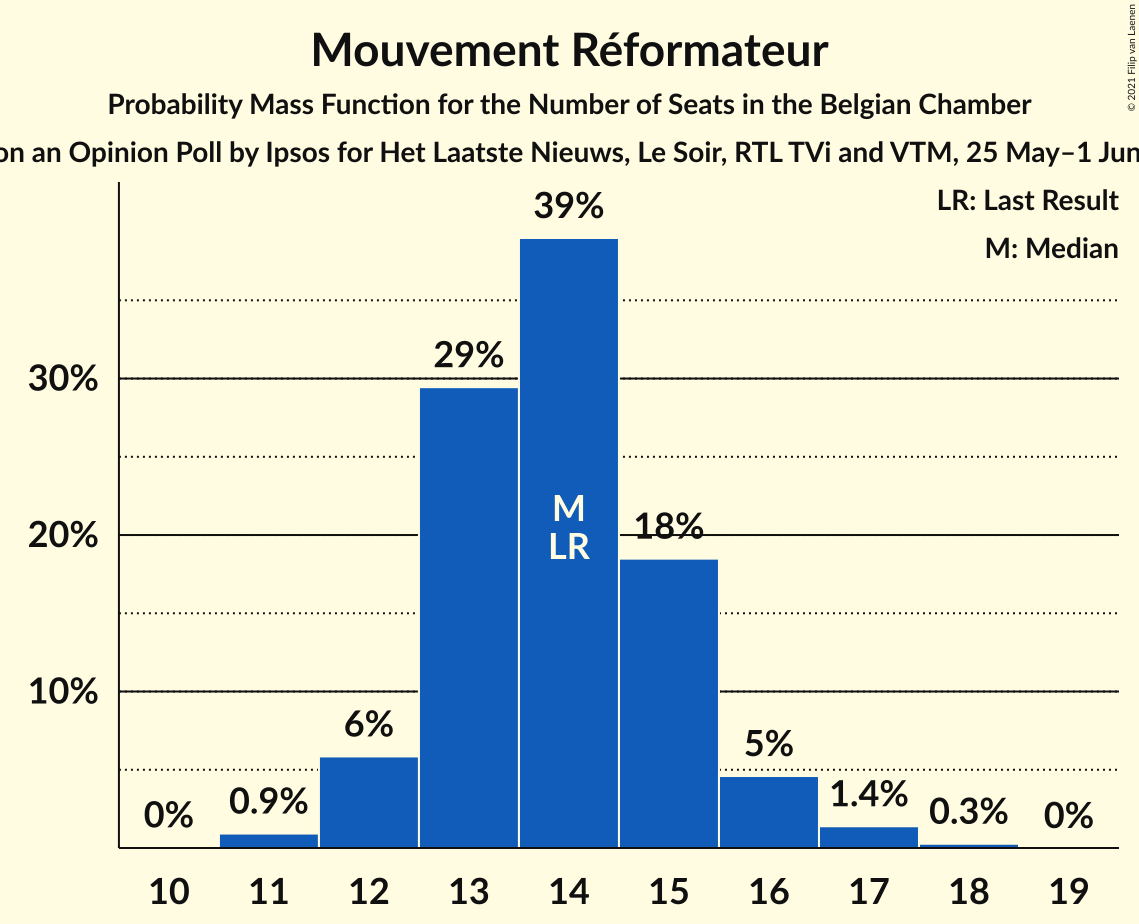 Mouvement Réformateur
Probability Mass Function for the Number of Seats in the Belgian Chamber
on an Opinion Poll by Ipsos for Het Laatste Nieuws, Le Soir, RTL TVi and VTM, 25 May–1 Jun
© 2021 Filip van Laenen
LR: Last Result
M: Median
39%
29%
18%
6%
5%
0%
0.9%
1.4%
0.3%
0%
M
LR
30%
20%
10%
10 11 12 13 14 15 16 17 18 19